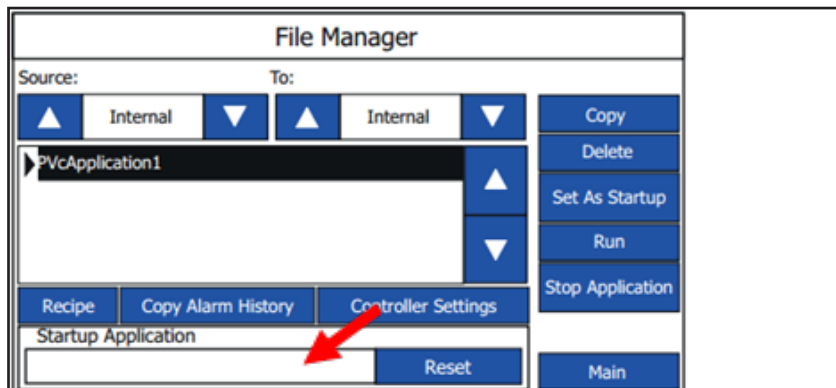 File Manager
Source: To:
Internal Internal
Copy
Delete
PVcApplication1
Set As Startup
Run
Stop Application
Recipe Copy Alarm History Controller Settings
Startup Application
Reset
Main